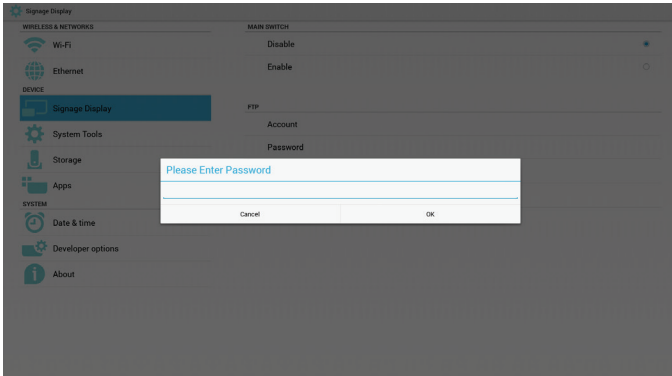 Signage Display
WIRELESS & NETWORKS
Wi-Fi
Ethernet
DEVICE
Signage Display
System Tools
Storage
Apps
SYSTEM
Date & time
Developer options
About
MAIN SWITCH
Disable
Enable
FTP
Account
Password
Please Enter Password
Cancel
OK